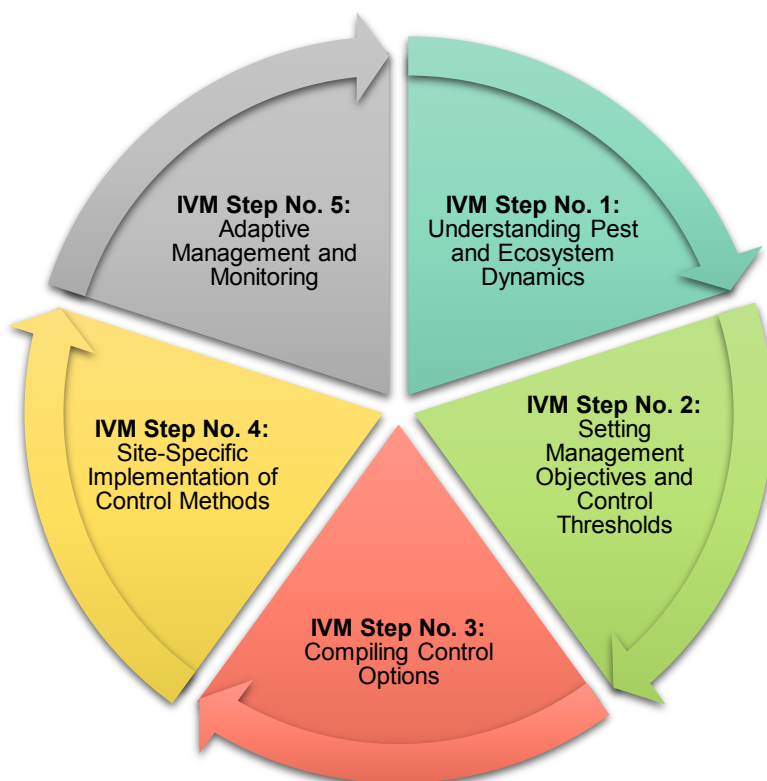 IVM Step No. 1:
Understanding Pest
and Ecosystem
Dynamics
IVM Step No. 2:
Setting
Management
Objectives and
Control
Thresholds
IVM Step No. 3:
Compiling Control
Options
IVM Step No. 4:
Site-Specific
Implementation of
Control Methods
IVM Step No. 5:
Adaptive
Management and
Monitoring